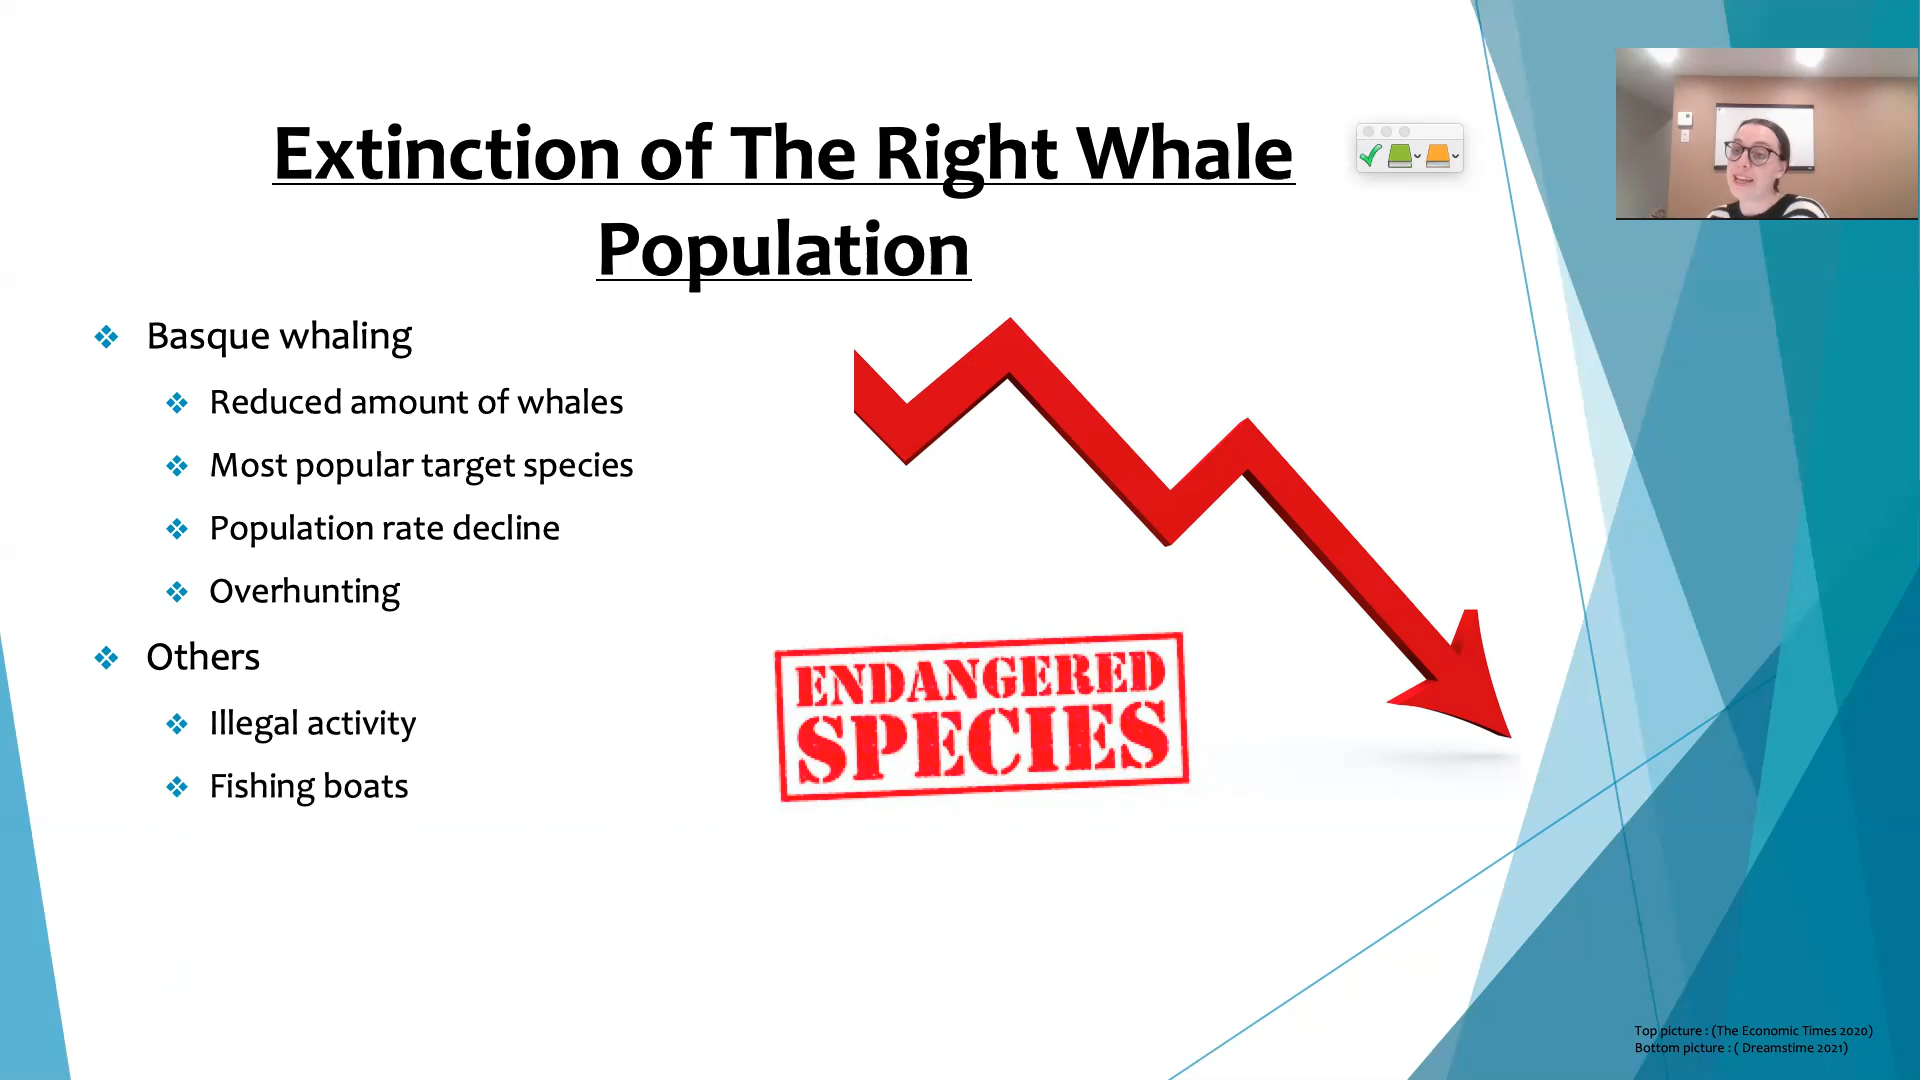 Extinction of The Right Whale
Population
Basque whaling
Reduced amount of whales
Most popular target species
Population rate decline
Overhunting
Others
Illegal activity
Fishing boats
ENDANGERED
SPECIES
Top picture : (The Economic Times 2020)
Bottom picture : ( Dreamstime 2021)